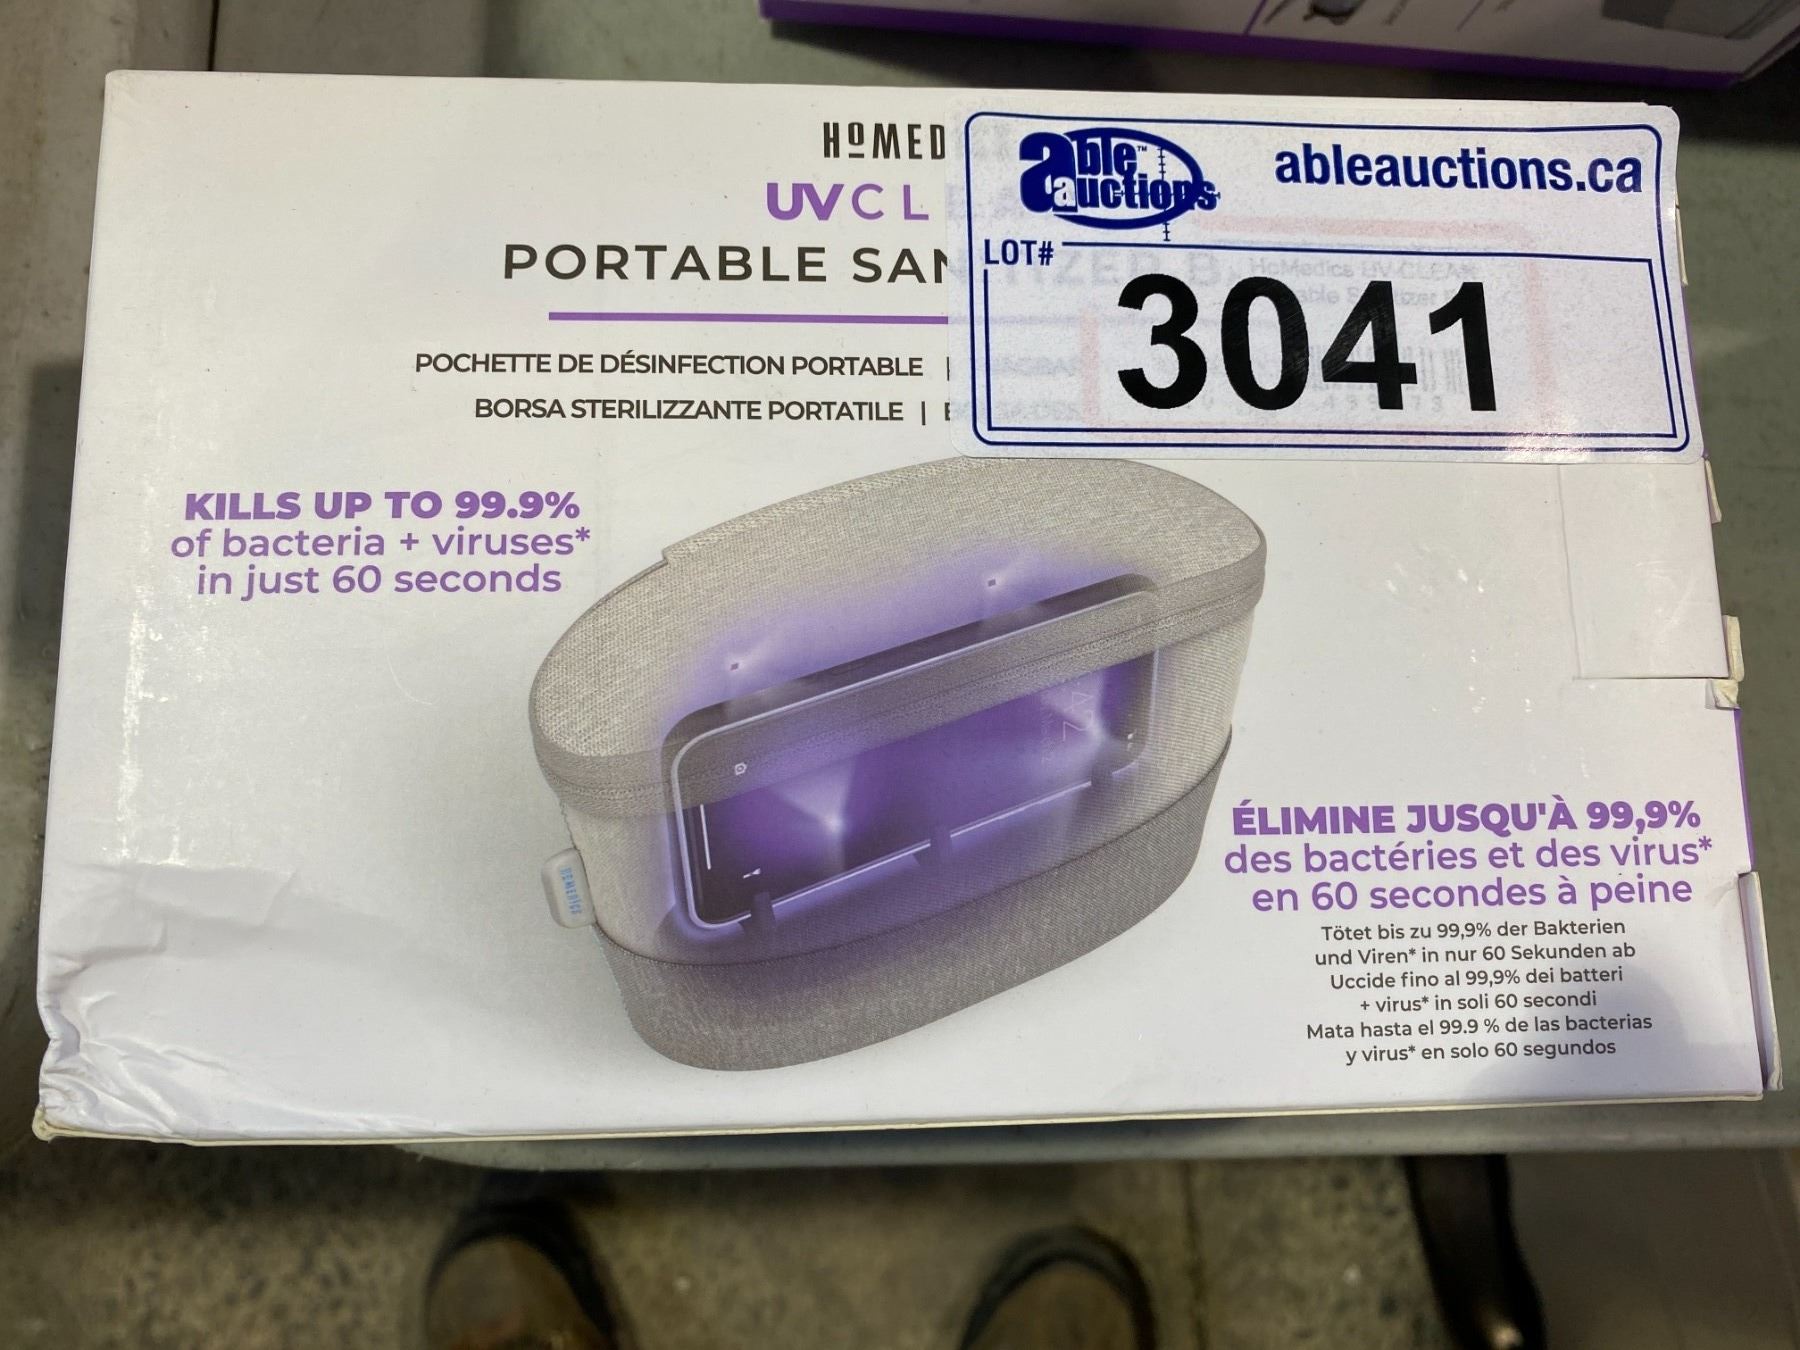 HOMED
able auctions™
ableauctions.ca
UVCL
PORTABLE SAN
LOT#
3041
POCHETTE DE DÉSINFECTION PORTABLE |
BORSA STERILIZZANTE PORTATILE |
KILLS UP TO 99.9%
of bacteria + viruses*
in just 60 seconds
HOMEDICS
ÉLIMINE JUSQU'À 99,9%
des bactéries et des virus*
en 60 secondes à peine
Tötet bis zu 99,9% der Bakterien
und Viren* in nur 60 Sekunden ab
Uccide fino al 99,9% dei batteri
+ virus* in soli 60 secondi
Mata hasta el 99.9 % de las bacterias
y virus* en solo 60 segundos